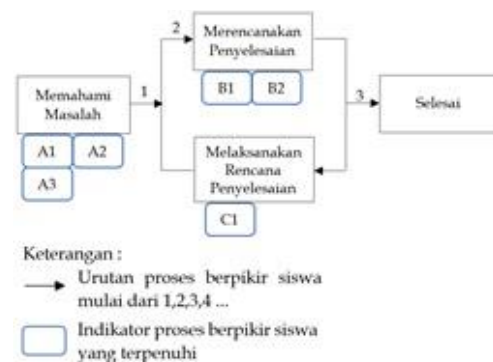 2
Merencanakan
Penyelesaian
B1 B2
Memahami
Masalah
1
A1 A2
A3
3
Selesai
Melaksanakan
Rencana
Penyelesaian
C1
Keterangan :
Urutan proses berpikir siswa
mulai dari 1,2,3,4 ...
Indikator proses berpikir siswa
yang terpenuhi